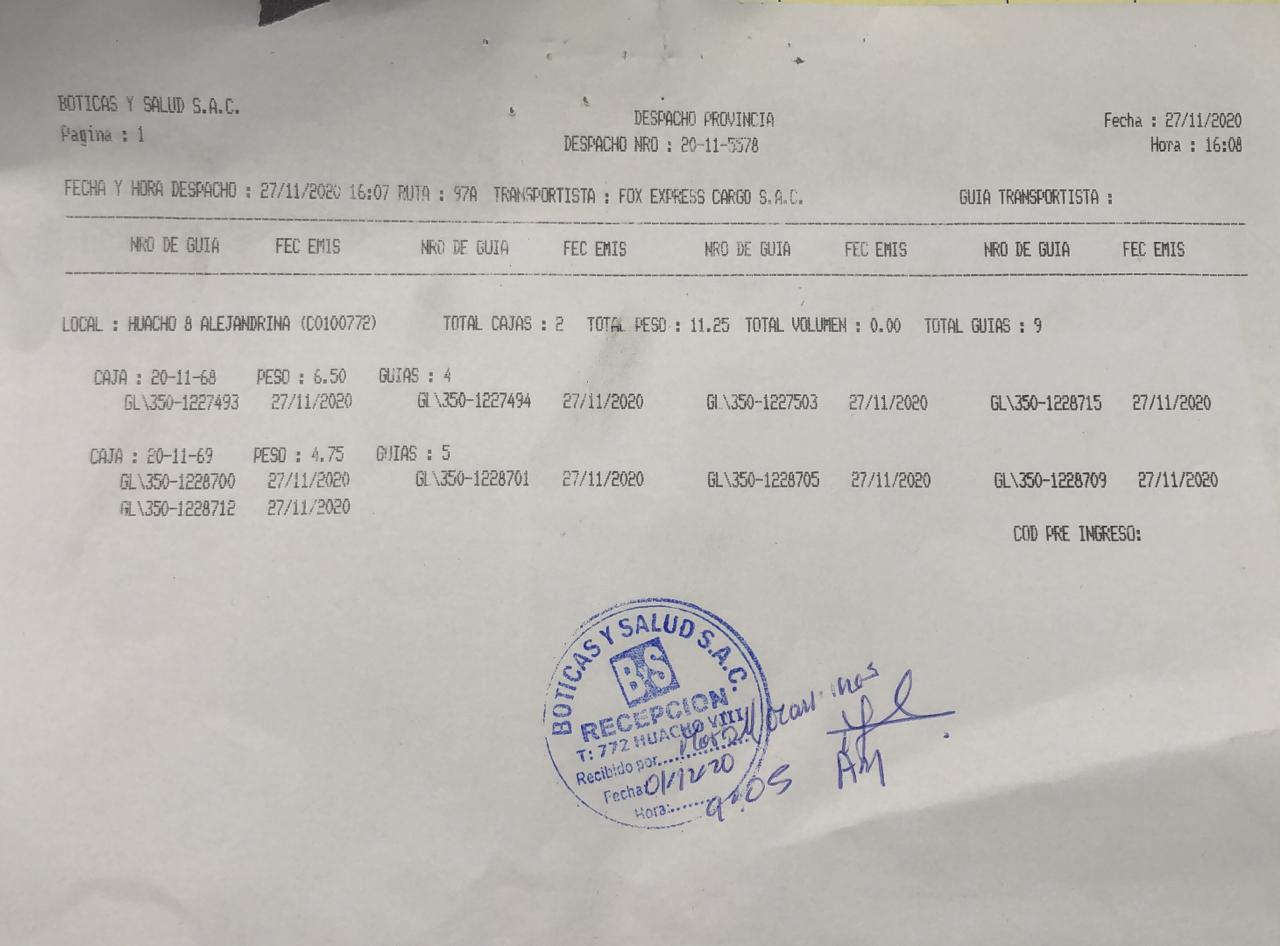 BOTICAS Y SALUD S.A.C.
Pagina : 1
DESPACHO PROVINCIA
DESPACHO NRO : 20-11-5578
Fecha : 27/11/2020
Hora : 16:08
FECHA Y HORA DESPACHO : 27/11/2020 16:07 RUTA : 97A TRANSPORTISTA : FOX EXPRESS CARGO S.A.C. GUIA TRANSPORTISTA :
NRO DE GUIA FEC EMIS NRO DE GUIA FEC EMIS NRO DE GUIA FEC EMIS NRO DE GUIA FEC EMIS
LOCAL : HUACHO 8 ALEJANDRINA (C0100772) TOTAL CAJAS : 2 TOTAL PESO : 11.25 TOTAL VOLUMEN : 0.00 TOTAL GUIAS : 9
CAJA : 20-11-68 PESO : 6.50 GUIAS : 4
GL\350-1227493 27/11/2020 GL\350-1227494 27/11/2020 GL\350-1227503 27/11/2020 GL\350-1228715 27/11/2020
CAJA : 20-11-69 PESO : 4.75 GUIAS : 5
GL\350-1228700 27/11/2020 GL\350-1228701 27/11/2020 GL\350-1228705 27/11/2020 GL\350-1228709 27/11/2020
GL\350-1228712 27/11/2020
COD PRE INGRESO:
BOTICAS Y SALUD S.A.C.
B·S
RECEPCION
T: 772 HUACHO VIII
Recibido por
Fecha
Hora:
AM